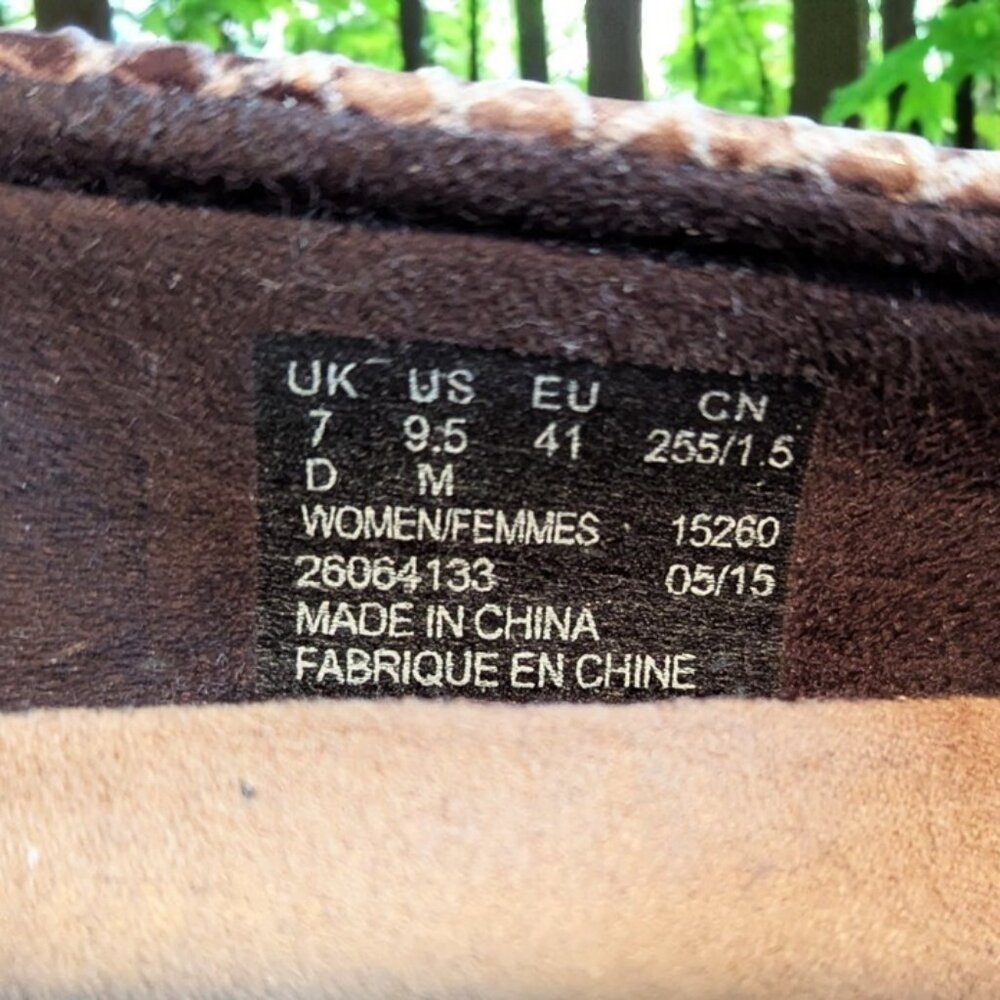 UK US EU CN
7 9.5 41 255/1.5
D M
WOMEN/FEMMES 15260
26064133 05/15
MADE IN CHINA
FABRIQUE EN CHINE